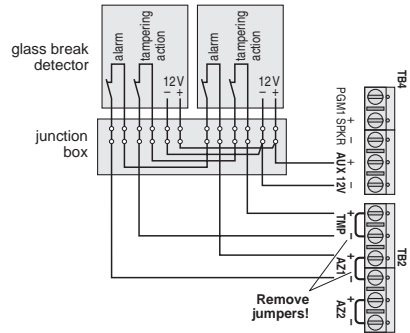 glass break
detector
alarm
tampering
action
12V
– +
alarm
tampering
action
12V
– +
junction
box
TB4
PGM1 SPKR
+
–
AUX 12V
+
–
TB2
TMP
+
–
AZ1
+
–
AZ2
+
–
Remove
jumpers!